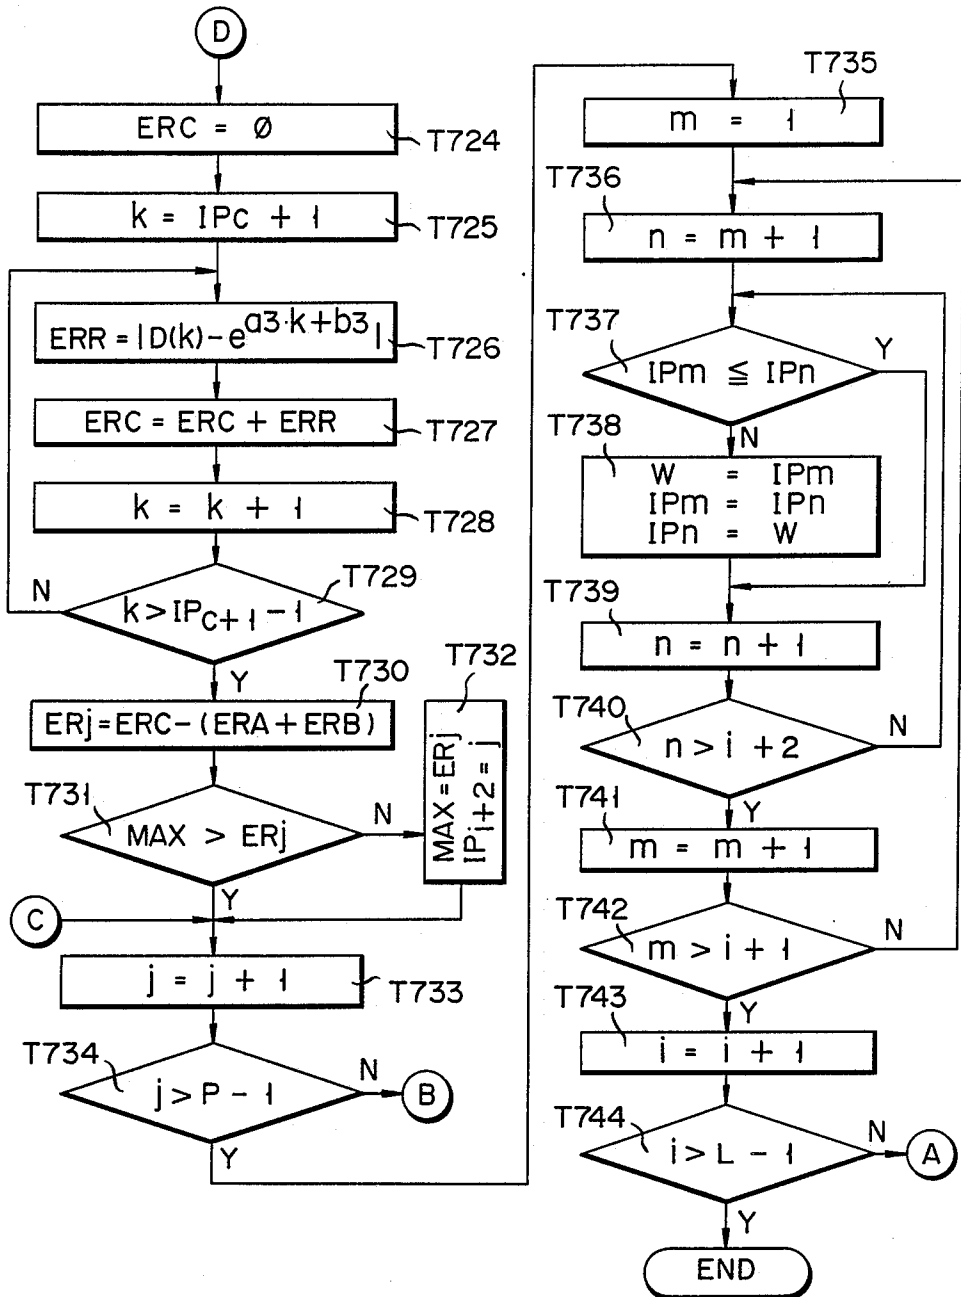 D
ERC = Ø
T724
k = IPc + 1
T725
ERR = |D(k) - e^{a3·k+b3}|
T726
ERC = ERC + ERR
T727
k = k + 1
T728
T729
N
k > IP_{C+1} - 1
Y
T730
ERj = ERC - (ERA + ERB)
T732
MAX = ERj
IPi+2 = j
T731
MAX > ERj
N
Y
C
j = j + 1
T733
T734
j > P - 1
N
B
Y
T735
m = 1
T736
n = m + 1
T737
IPm ≦ IPn
Y
N
T738
W = IPm
IPm = IPn
IPn = W
T739
n = n + 1
T740
n > i + 2
N
Y
T741
m = m + 1
T742
m > i + 1
N
Y
T743
i = i + 1
T744
i > L - 1
N
A
Y
END